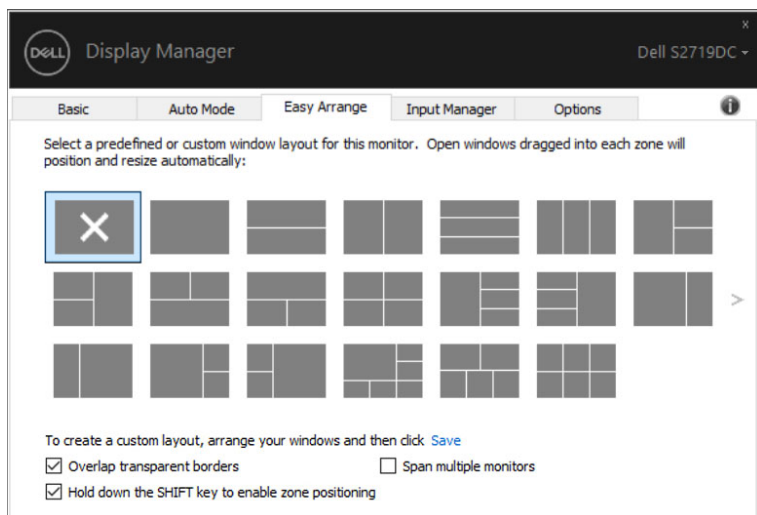 x
DELL
Display Manager
Dell S2719DC
Basic
Auto Mode
Easy Arrange
Input Manager
Options
Select a predefined or custom window layout for this monitor. Open windows dragged into each zone will
position and resize automatically:
To create a custom layout, arrange your windows and then click Save
Overlap transparent borders
Span multiple monitors
Hold down the SHIFT key to enable zone positioning